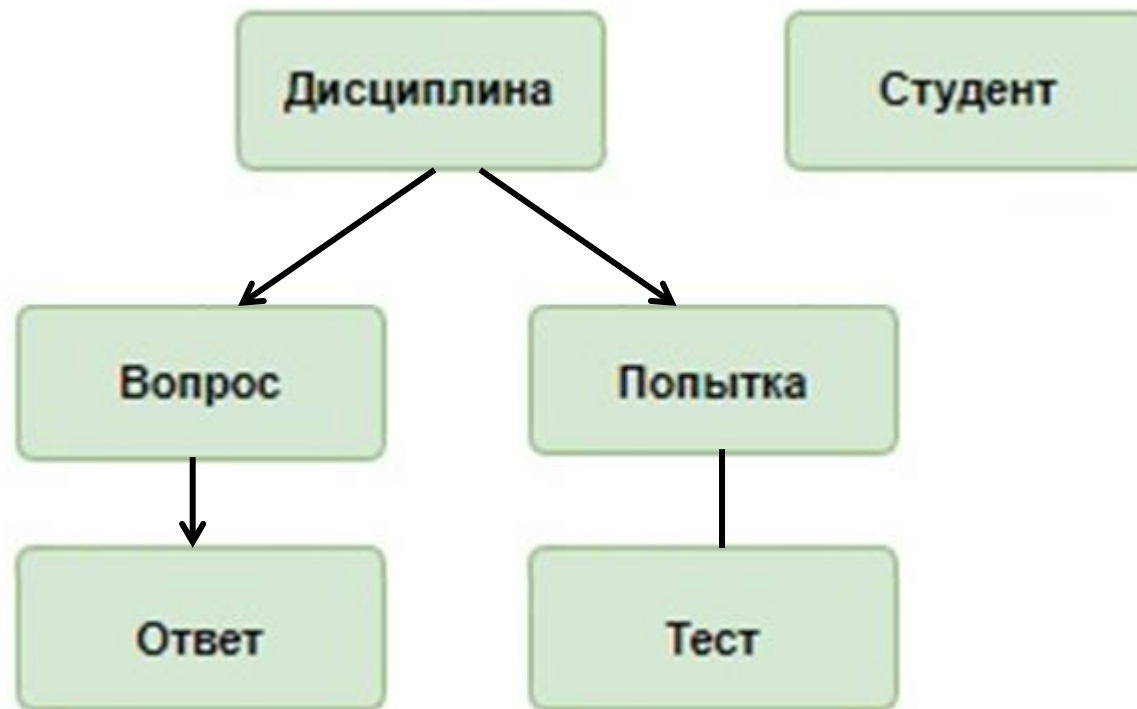 Дисциплина
Студент
Вопрос
Попытка
Ответ
Тест